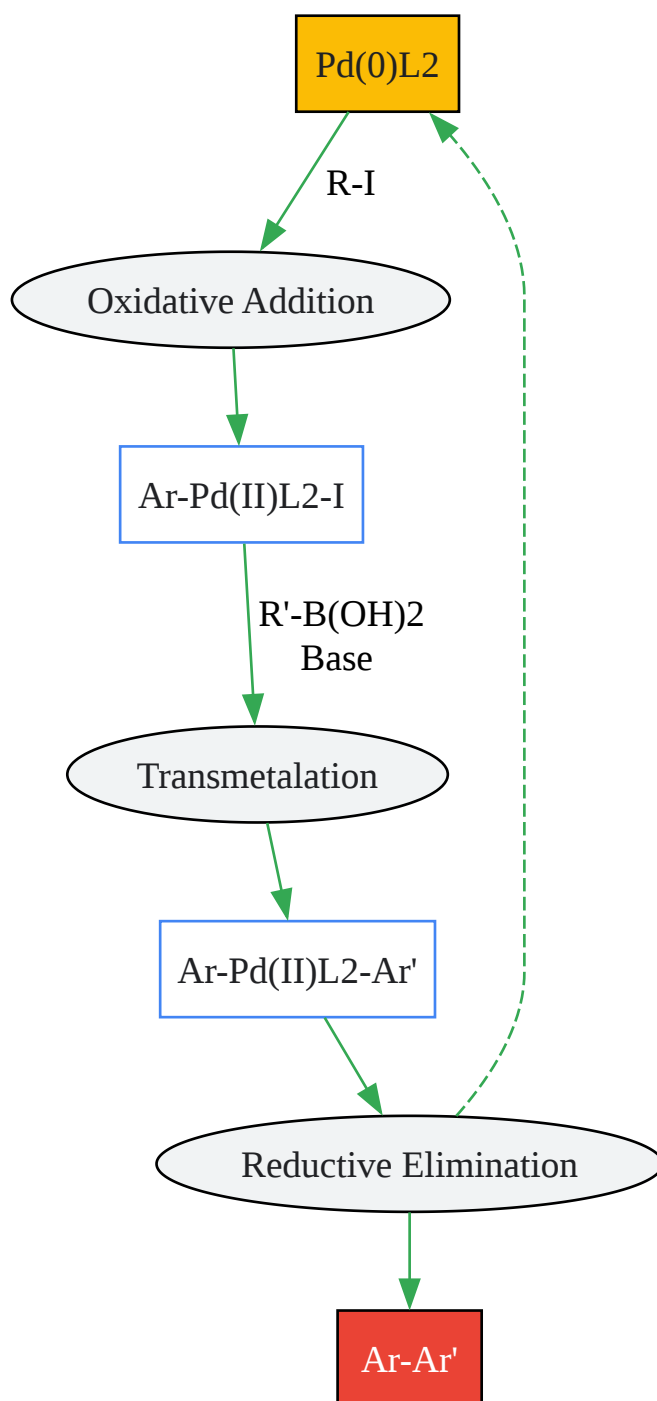 Pd(0)L2
R-I
Oxidative Addition
Ar-Pd(II)L2-I
R'-B(OH)2
Base
Transmetalation
Ar-Pd(II)L2-Ar'
Reductive Elimination
Ar-Ar'